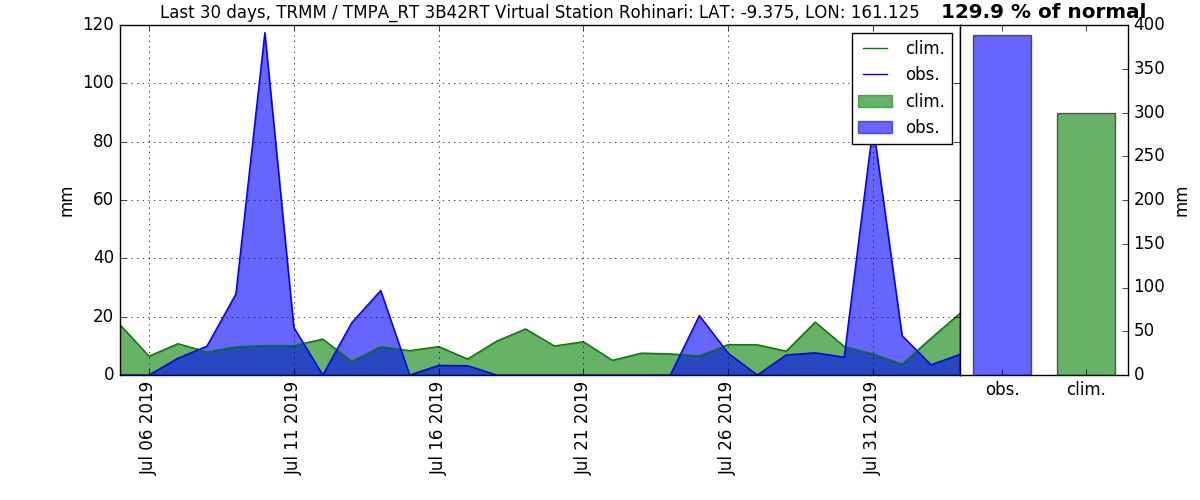 Last 30 days, TRMM / TMPA_RT 3B42RT Virtual Station Rohinari: LAT: -9.375, LON: 161.125
129.9 % of normal
120
100
80
60
40
20
0
mm
clim.
obs.
clim.
obs.
400
350
300
250
200
150
100
50
0
mm
Jul 06 2019
Jul 11 2019
Jul 16 2019
Jul 21 2019
Jul 26 2019
Jul 31 2019
obs.
clim.